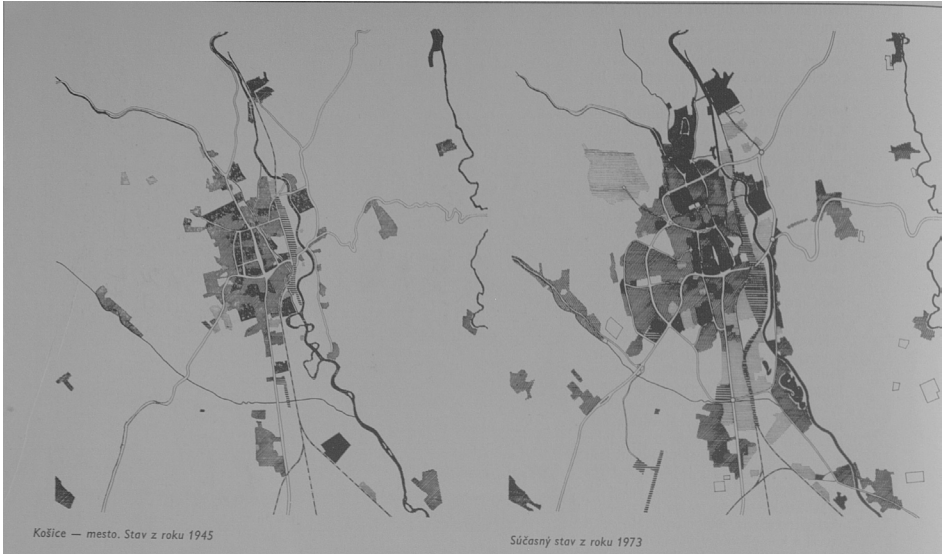 Košice — mesto. Stav z roku 1945
Súčasný stav z roku 1973